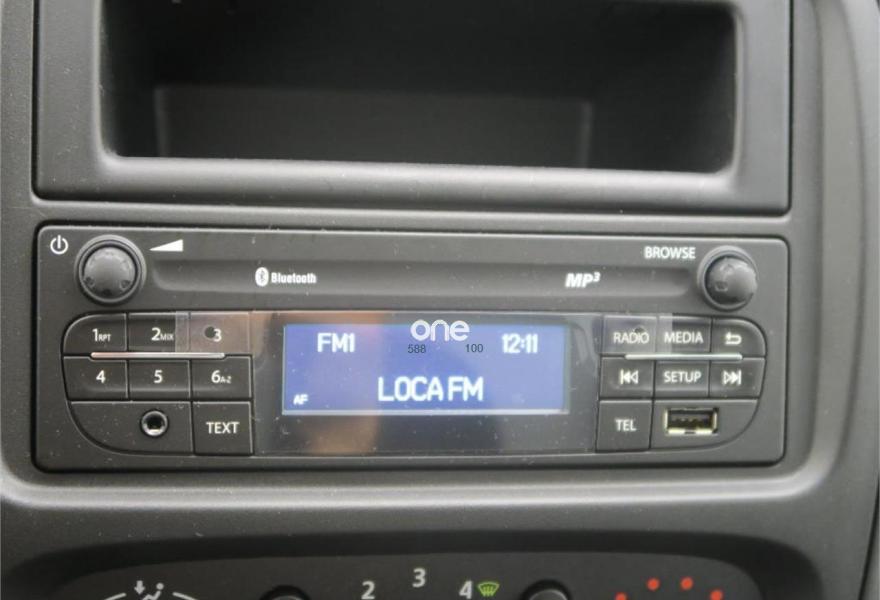 BROWSE
Bluetooth
MP3
1RPT 2MIX 3
one
588 100
FM1 12:11
RADIO MEDIA
4 5 6A-Z
LOCA FM
AF
SETUP
TEXT
TEL
2 3 4